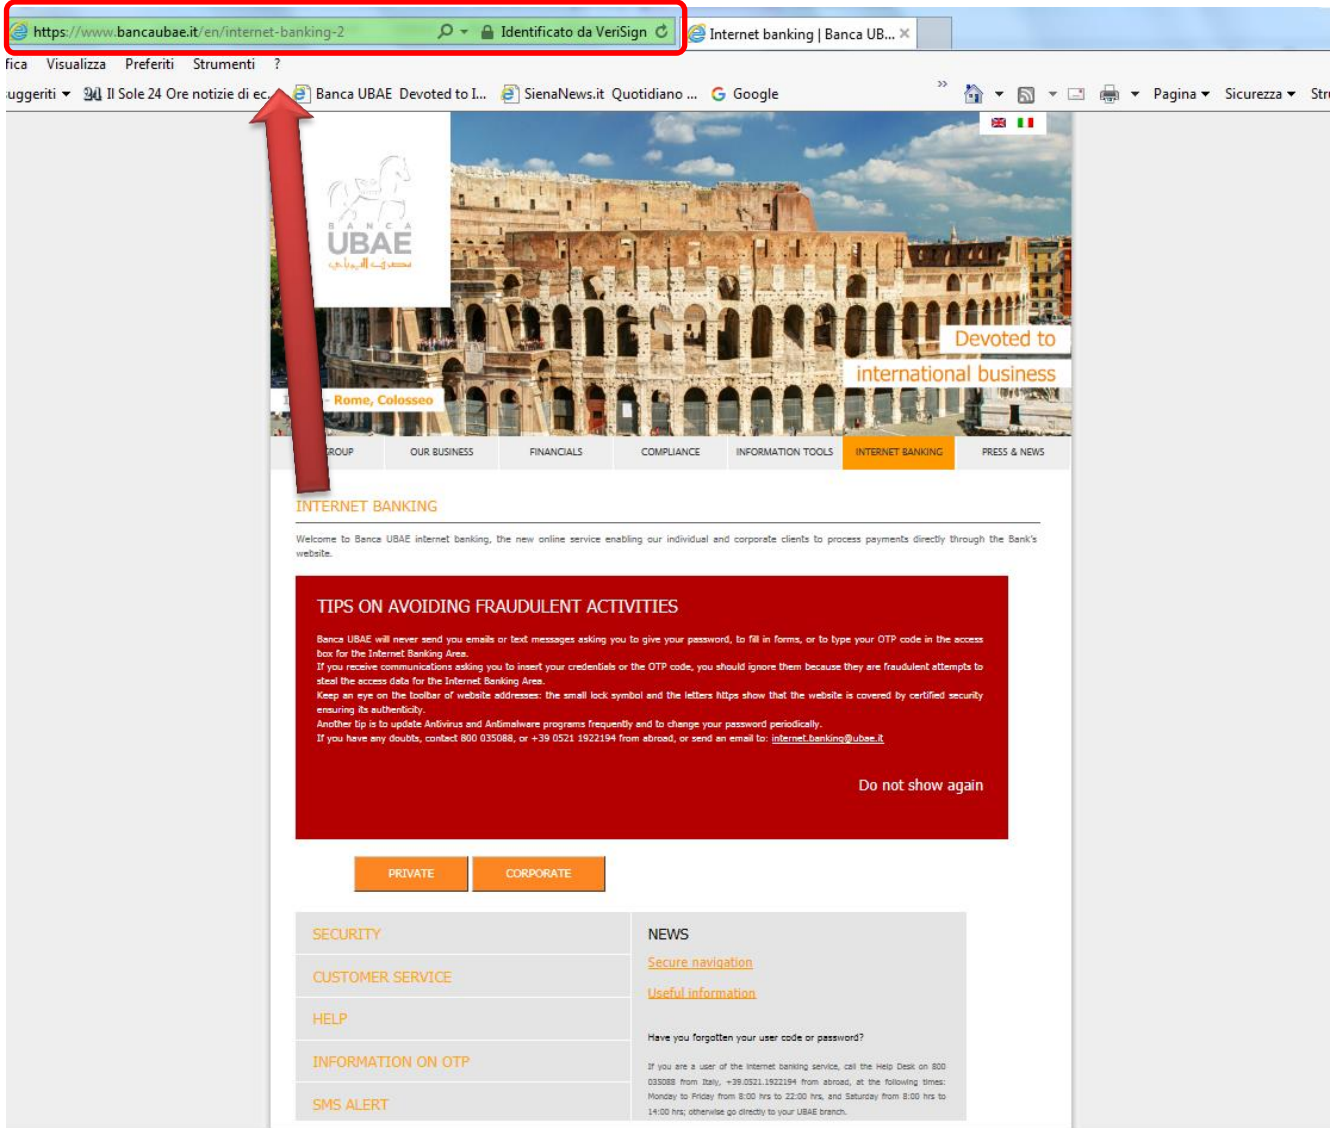 https://www.bancaubae.it/en/internet-banking-2
Identificato da VeriSign
Internet banking | Banca UB...
fica Visualizza Preferiti Strumenti ?
suggeriti Il Sole 24 Ore notizie di ec... Banca UBAE Devoted to I... SienaNews.it Quotidiano ... Google
Pagina Sicurezza Str
BANCA
UBAE
Devoted to
international business
- Rome, Colosseo
GROUP OUR BUSINESS FINANCIALS COMPLIANCE INFORMATION TOOLS INTERNET BANKING PRESS & NEWS
INTERNET BANKING
Welcome to Banca UBAE internet banking, the new online service enabling our individual and corporate clients to process payments directly through the Bank's
website.
TIPS ON AVOIDING FRAUDULENT ACTIVITIES
Banca UBAE will never send you emails or text messages asking you to give your password, to fill in forms, or to type your OTP code in the access
box for the Internet Banking Area.
If you receive communications asking you to insert your credentials or the OTP code, you should ignore them because they are fraudulent attempts to
steal the access data for the Internet Banking Area.
Keep an eye on the toolbar of website addresses: the small lock symbol and the letters https show that the website is covered by certified security
ensuring its authenticity.
Another tip is to update Antivirus and Antimalware programs frequently and to change your password periodically.
If you have any doubts, contact 800 035088, or +39 0521 1922194 from abroad, or send an email to: internet.banking@ubae.it
Do not show again
PRIVATE CORPORATE
SECURITY
CUSTOMER SERVICE
HELP
INFORMATION ON OTP
SMS ALERT
NEWS
Secure navigation
Useful information
Have you forgotten your user code or password?
If you are a user of the internet banking service, call the Help Desk on 800
035088 from Italy, +39.0521.1922194 from abroad, at the following times:
Monday to Friday from 8:00 hrs to 22:00 hrs, and Saturday from 8:00 hrs to
14:00 hrs; otherwise go directly to your UBAE branch.